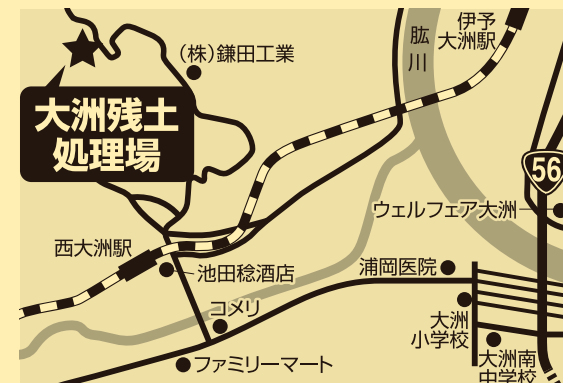 伊予
大洲駅
肱川
(株)鎌田工業
大洲残土
処理場
56
ウェルフェア大洲
西大洲駅
池田稔酒店
浦岡医院
コメリ
大洲
小学校
ファミリーマート
大洲南
中学校